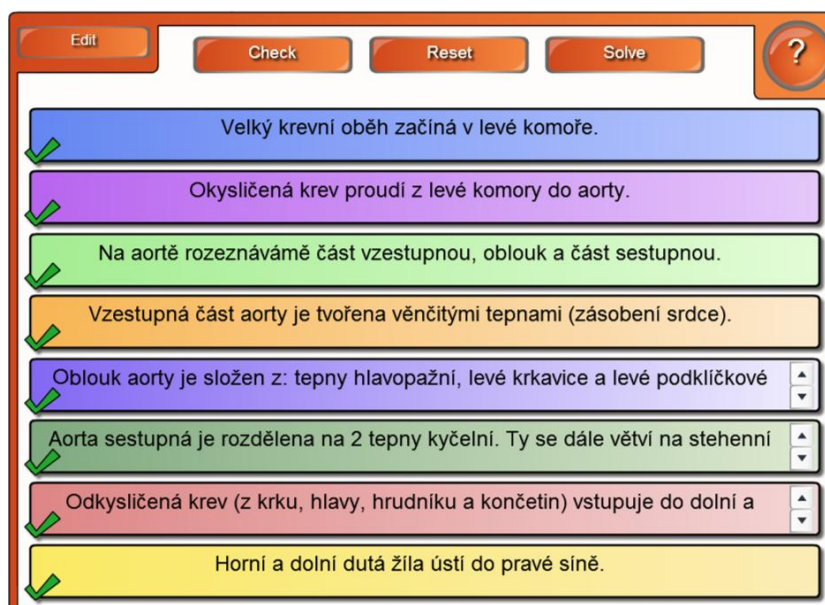 Edit
Check
Reset
Solve
?
Velký krevní oběh začíná v levé komoře.
Okysličená krev proudí z levé komory do aorty.
Na aortě rozeznávámě část vzestupnou, oblouk a část sestupnou.
Vzestupná část aorty je tvořena věnčitými tepnami (zásobení srdce).
Oblouk aorty je složen z: tepny hlavopažní, levé krkavice a levé podklíčkové
Aorta sestupná je rozdělena na 2 tepny kyčelní. Ty se dále větví na stehenní
Odkysličená krev (z krku, hlavy, hrudníku a končetin) vstupuje do dolní a
Horní a dolní dutá žíla ústí do pravé síně.